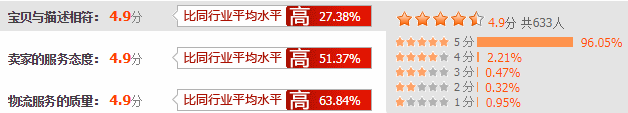 宝贝与描述相符： 4.9分 比同行业平均水平 高 27.38%
卖家的服务态度： 4.9分 比同行业平均水平 高 51.37%
物流服务的质量： 4.9分 比同行业平均水平 高 63.84%
4.9分 共633人
5分 96.05%
4分 2.21%
3分 0.47%
2分 0.32%
1分 0.95%